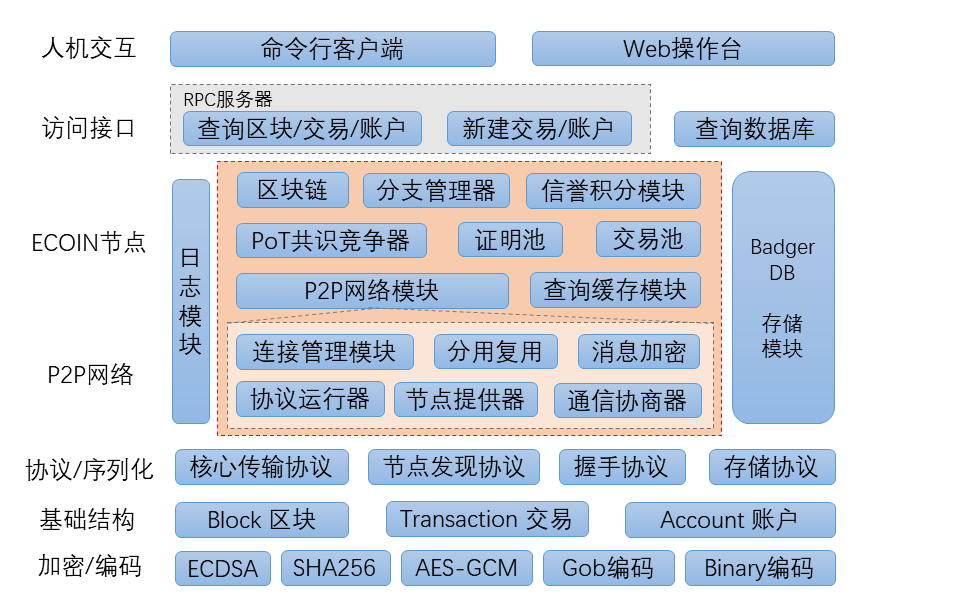 人机交互
命令行客户端
Web操作台
RPC服务器
访问接口
查询区块/交易/账户
新建交易/账户
查询数据库
区块链
分支管理器
信誉积分模块
ECOIN节点
PoT共识竞争器
证明池
交易池
P2P网络模块
查询缓存模块
日
志
模
块
Badger
DB
存储
模块
P2P网络
连接管理模块
分用复用
消息加密
协议运行器
节点提供器
通信协商器
协议/序列化
核心传输协议
节点发现协议
握手协议
存储协议
基础结构
Block 区块
Transaction 交易
Account 账户
加密/编码
ECDSA
SHA256
AES-GCM
Gob编码
Binary编码